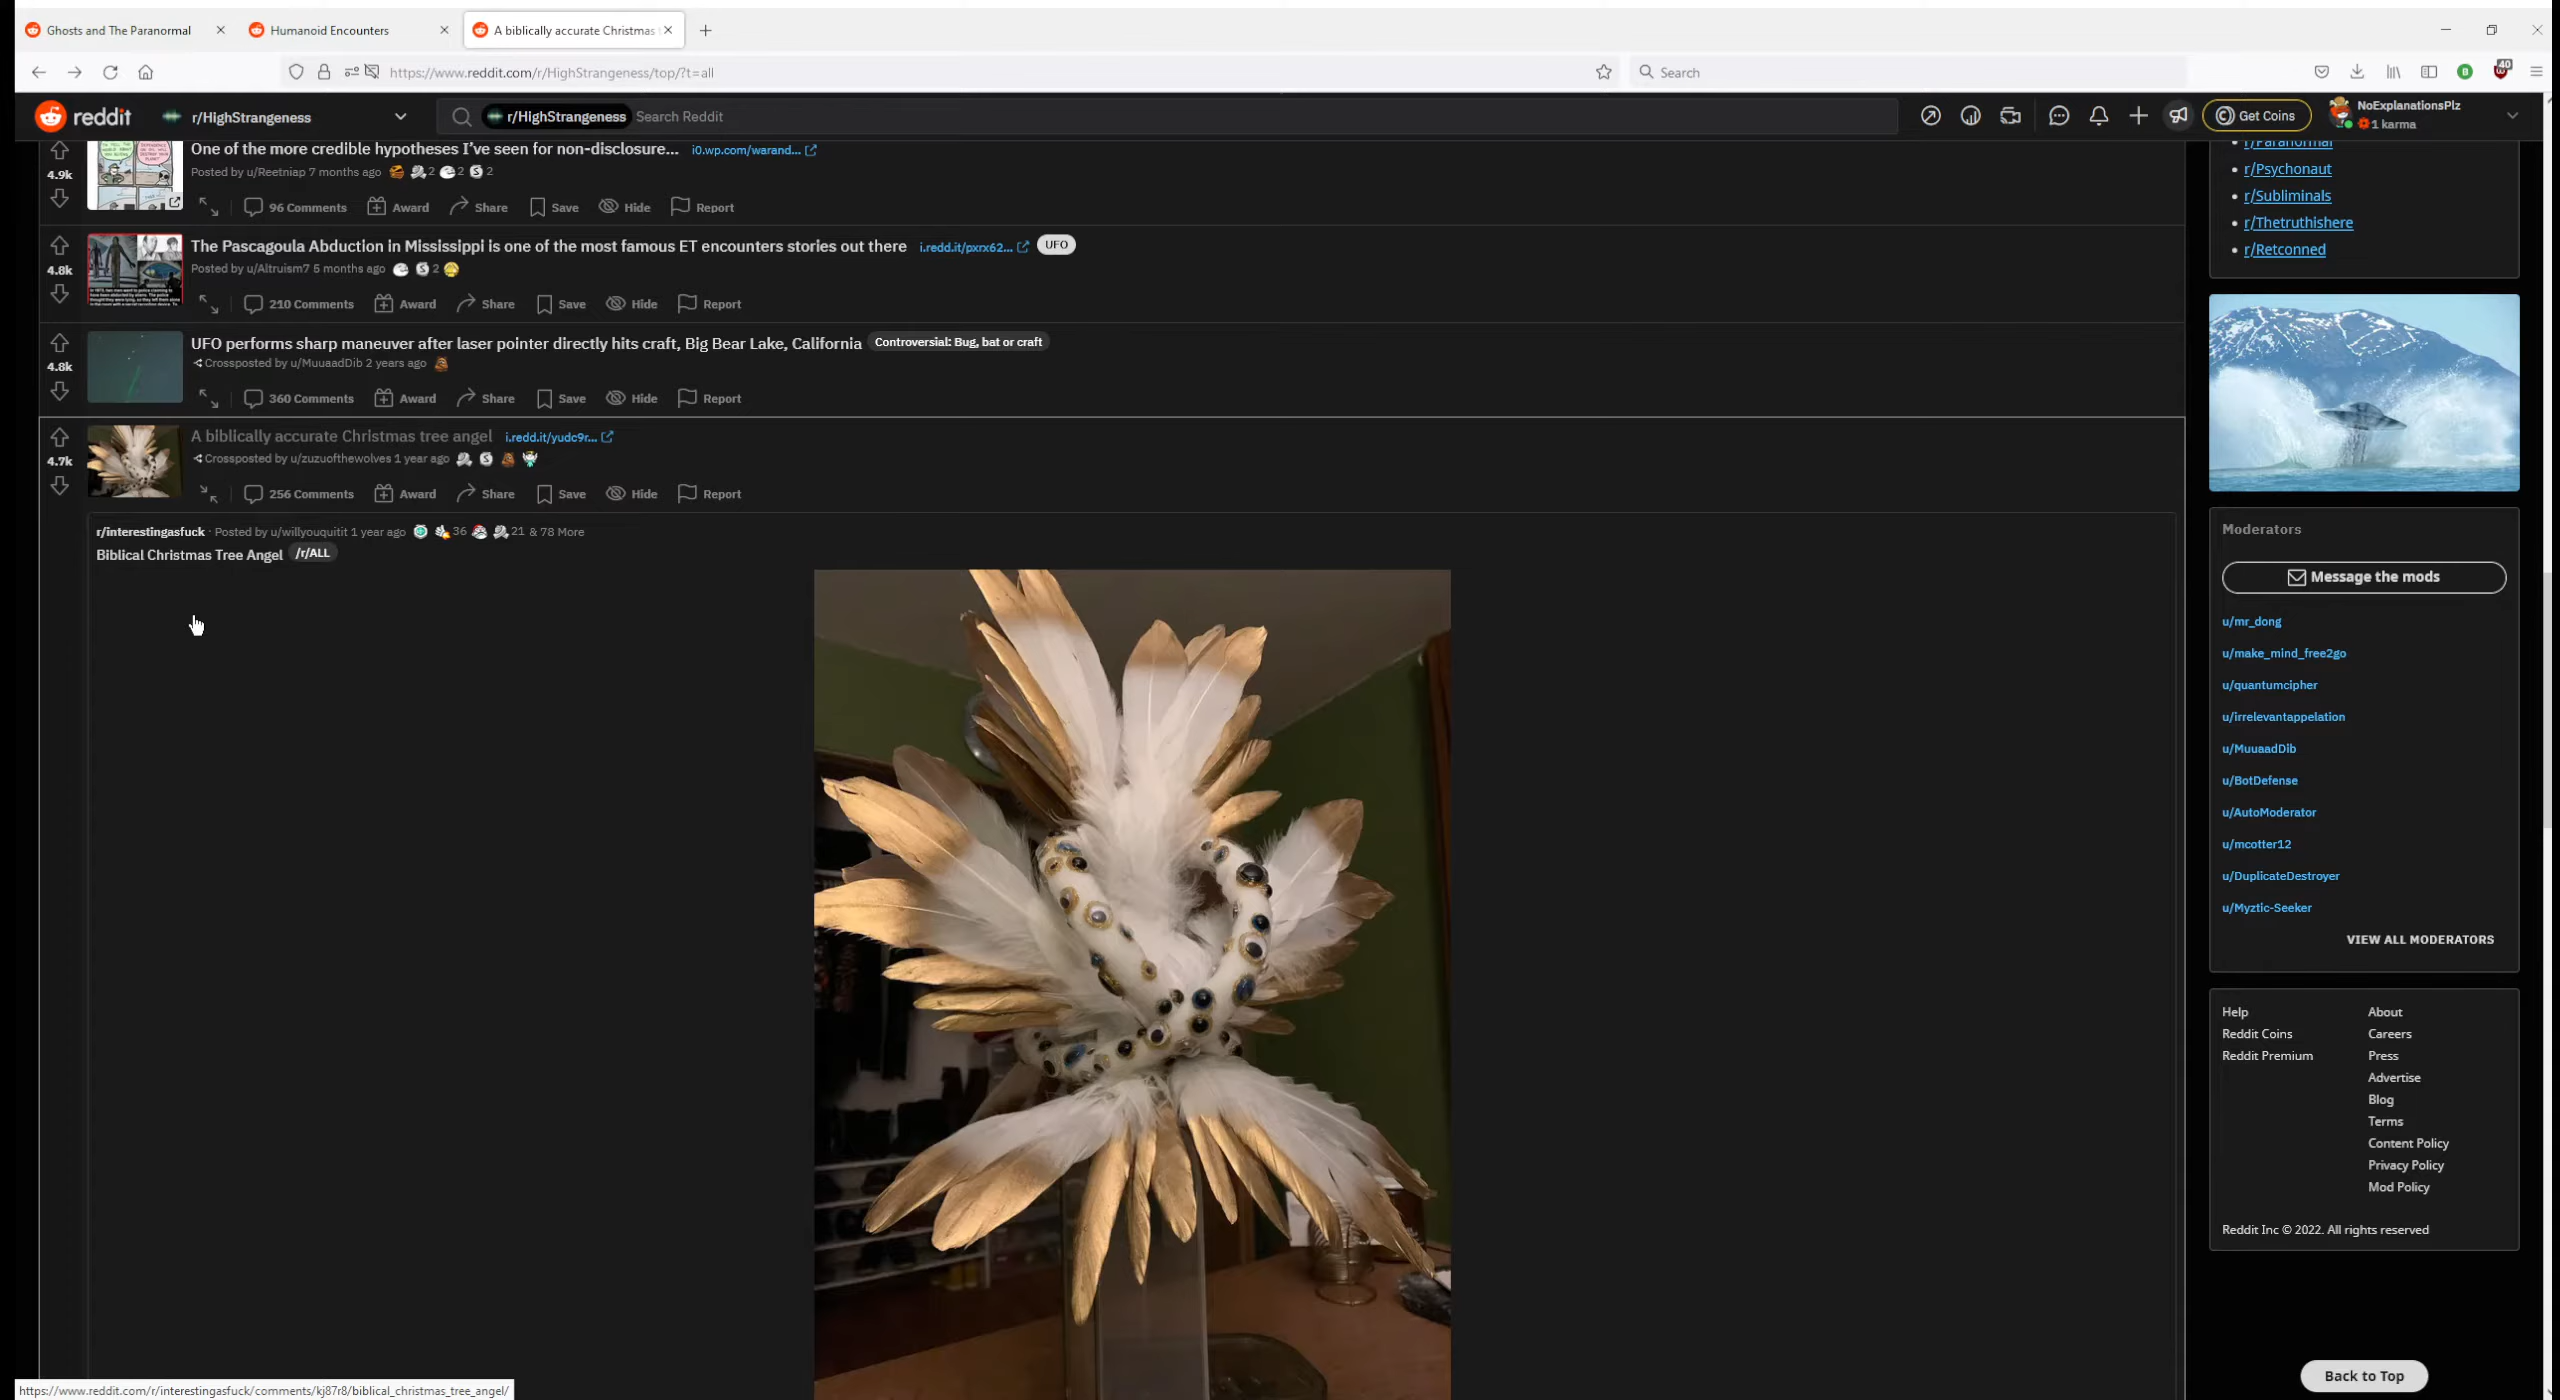 Ghosts and The Paranormal
Humanoid Encounters
A biblically accurate Christmas
https://www.reddit.com/r/HighStrangeness/top/?t=all
Search
40
reddit
r/HighStrangeness
r/HighStrangeness Search Reddit
Get Coins
NoExplanationsPlz
1 karma
One of the more credible hypotheses I've seen for non-disclosure... i0.wp.com/warand...
4.9k
Posted by u/Reetniap 7 months ago 2 2 2
96 Comments Award Share Save Hide Report
The Pascagoula Abduction in Mississippi is one of the most famous ET encounters stories out there i.redd.it/pxrx62... UFO
4.8k
Posted by u/Altruism7 5 months ago 2
210 Comments Award Share Save Hide Report
UFO performs sharp maneuver after laser pointer directly hits craft, Big Bear Lake, California Controversial: Bug, bat or craft
4.8k
Crossposted by u/MuuaadDib 2 years ago
360 Comments Award Share Save Hide Report
A biblically accurate Christmas tree angel i.redd.it/yudc9r...
4.7k
Crossposted by u/zuzuofthewolves 1 year ago
256 Comments Award Share Save Hide Report
r/interestingasfuck · Posted by u/willyouquitit 1 year ago 36 21 & 78 More
Biblical Christmas Tree Angel /r/ALL
r/Paranormal
r/Psychonaut
r/Subliminals
r/Thetruthishere
r/Retconned
Moderators
Message the mods
u/mr_dong
u/make_mind_free2go
u/quantumcipher
u/irrelevantappelation
u/MuuaadDib
u/BotDefense
u/AutoModerator
u/mcotter12
u/DuplicateDestroyer
u/Myztic-Seeker
VIEW ALL MODERATORS
Help About
Reddit Coins Careers
Reddit Premium Press
Advertise
Blog
Terms
Content Policy
Privacy Policy
Mod Policy
Reddit Inc © 2022. All rights reserved
Back to Top
https://www.reddit.com/r/interestingasfuck/comments/kj87r8/biblical_christmas_tree_angel/